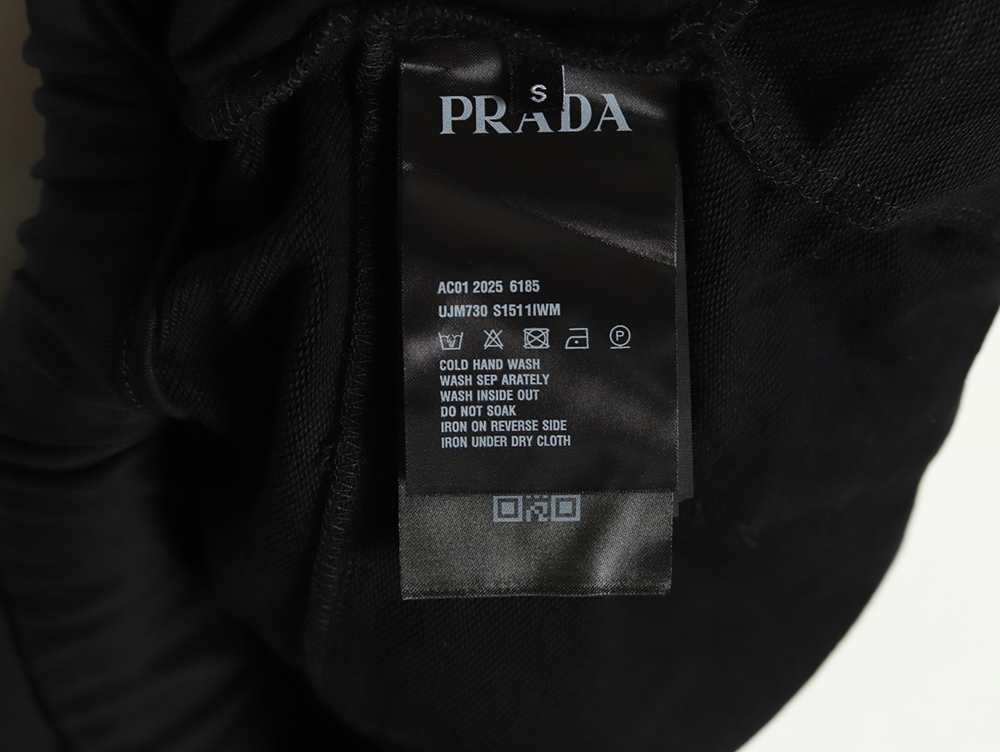 S
PRADA
AC01 2025 6185
UJM730 S1511IWM
P
COLD HAND WASH
WASH SEP ARATELY
WASH INSIDE OUT
DO NOT SOAK
IRON ON REVERSE SIDE
IRON UNDER DRY CLOTH